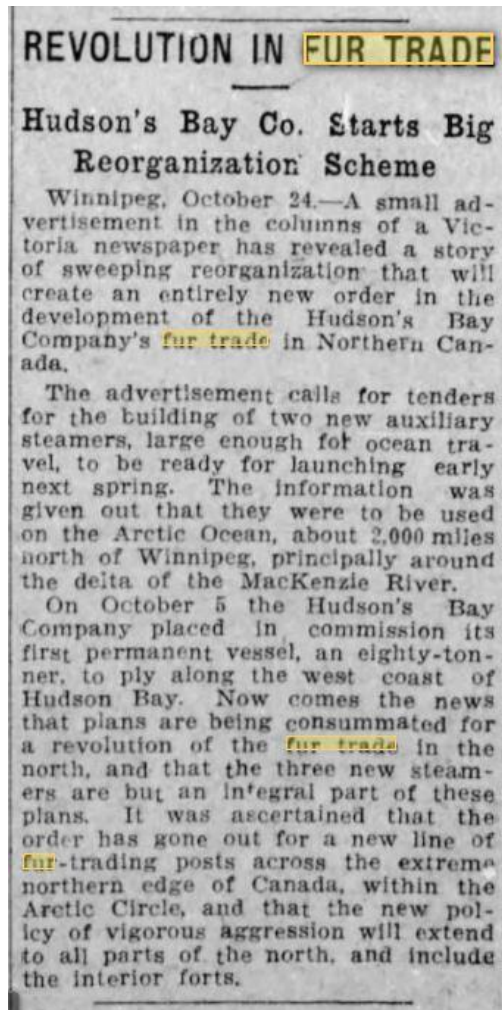 REVOLUTION IN FUR TRADE
Hudson's Bay Co. Starts Big
Reorganization Scheme
Winnipeg, October 24.—A small ad-
vertisement in the columns of a Vic-
toria newspaper has revealed a story
of sweeping reorganization that will
create an entirely new order in the
development of the Hudson's Bay
Company's fur trade in Northern Can-
ada.
The advertisement calls for tenders
for the building of two new auxiliary
steamers, large enough for ocean tra-
vel, to be ready for launching early
next spring. The information was
given out that they were to be used
on the Arctic Ocean, about 2,000 miles
north of Winnipeg, principally around
the delta of the MacKenzie River.
On October 5 the Hudson's Bay
Company placed in commission its
first permanent vessel, an eighty-ton-
ner, to ply along the west coast of
Hudson Bay. Now comes the news
that plans are being consummated for
a revolution of the fur trade in the
north, and that the three new steam-
ers are but an integral part of these
plans. It was ascertained that the
order has gone out for a new line of
fur-trading posts across the extreme
northern edge of Canada, within the
Arctic Circle, and that the new pol-
icy of vigorous aggression will extend
to all parts of the north, and include
the interior forts.